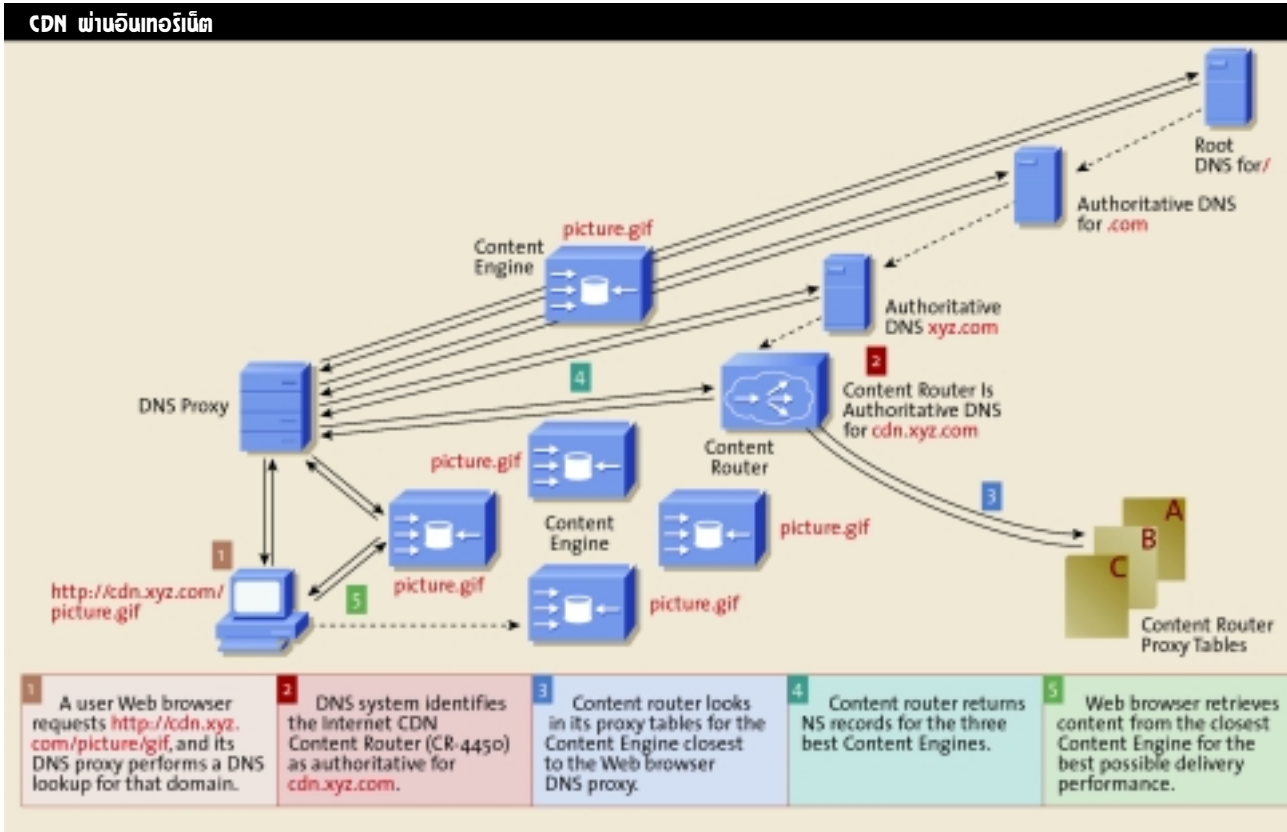 CDN ผ่านอินเทอร์เน็ต
Root
DNS for/
Authoritative DNS
for .com
picture.gif
Content
Engine
Authoritative
DNS xyz.com
2
4
DNS Proxy
Content Router Is
Authoritative DNS
for cdn.xyz.com
Content
Router
picture.gif
3
Content
Engine
picture.gif
A
B
C
1
picture.gif
http://cdn.xyz.com/
picture.gif
5
picture.gif
Content Router
Proxy Tables
1
A user Web browser
requests http://cdn.xyz.
com/picture/gif, and its
DNS proxy performs a DNS
lookup for that domain.
2
DNS system identifies
the Internet CDN
Content Router (CR-4450)
as authoritative for
cdn.xyz.com.
3
Content router looks
in its proxy tables for the
Content Engine closest
to the Web browser
DNS proxy.
4
Content router returns
NS records for the three
best Content Engines.
5
Web browser retrieves
content from the closest
Content Engine for the
best possible delivery
performance.